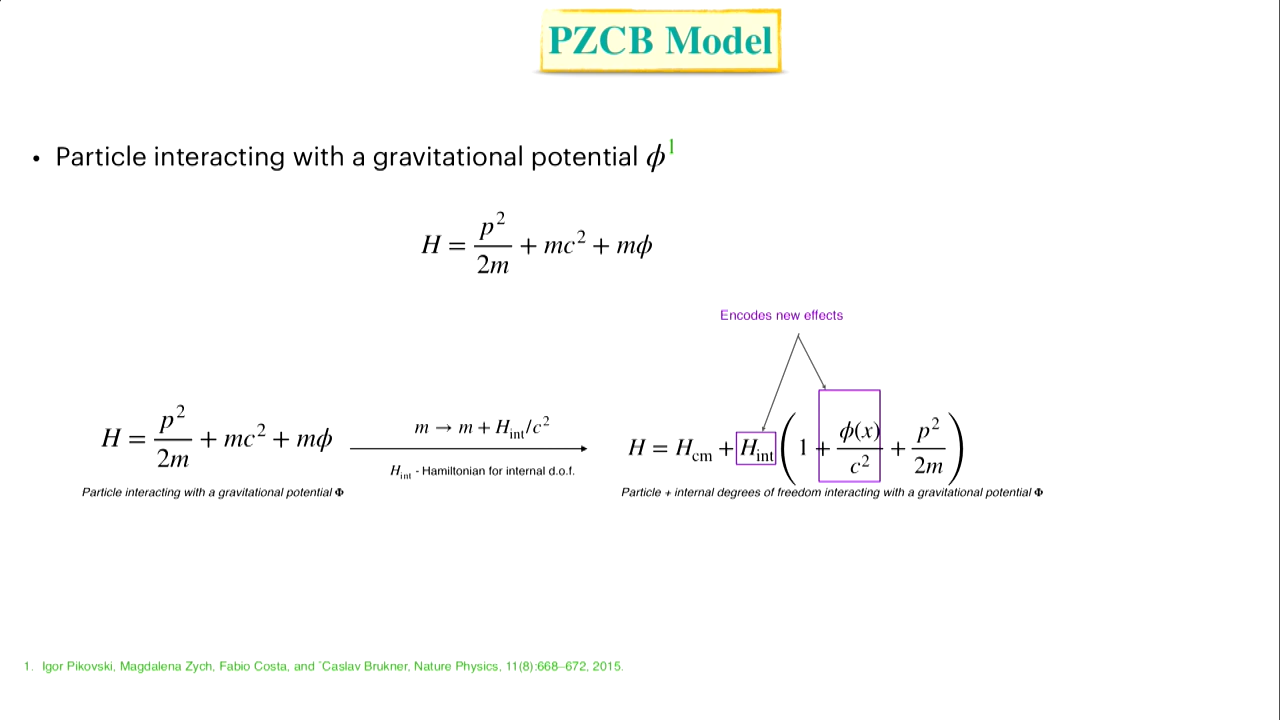 PZCB Model
• Particle interacting with a gravitational potential ϕ¹
H = p²/2m + mc² + mϕ
Encodes new effects
H = p²/2m + mc² + mϕ
m → m + H_int/c²
H_int - Hamiltonian for internal d.o.f.
Particle interacting with a gravitational potential Φ
H = H_cm + H_int ( 1 + ϕ(x)/c² + p²/2m )
Particle + internal degrees of freedom interacting with a gravitational potential Φ
1. Igor Pikovski, Magdalena Zych, Fabio Costa, and ˇCaslav Brukner, Nature Physics, 11(8):668–672, 2015.